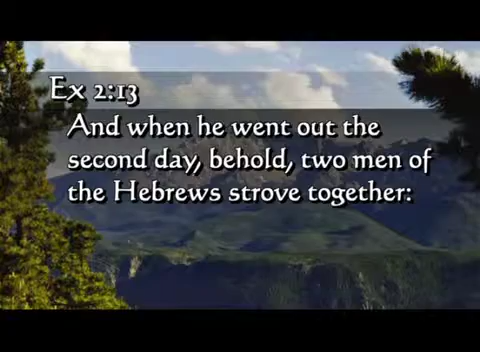 Ex 2:13
And when he went out the
second day, behold, two men of
the Hebrews strove together: